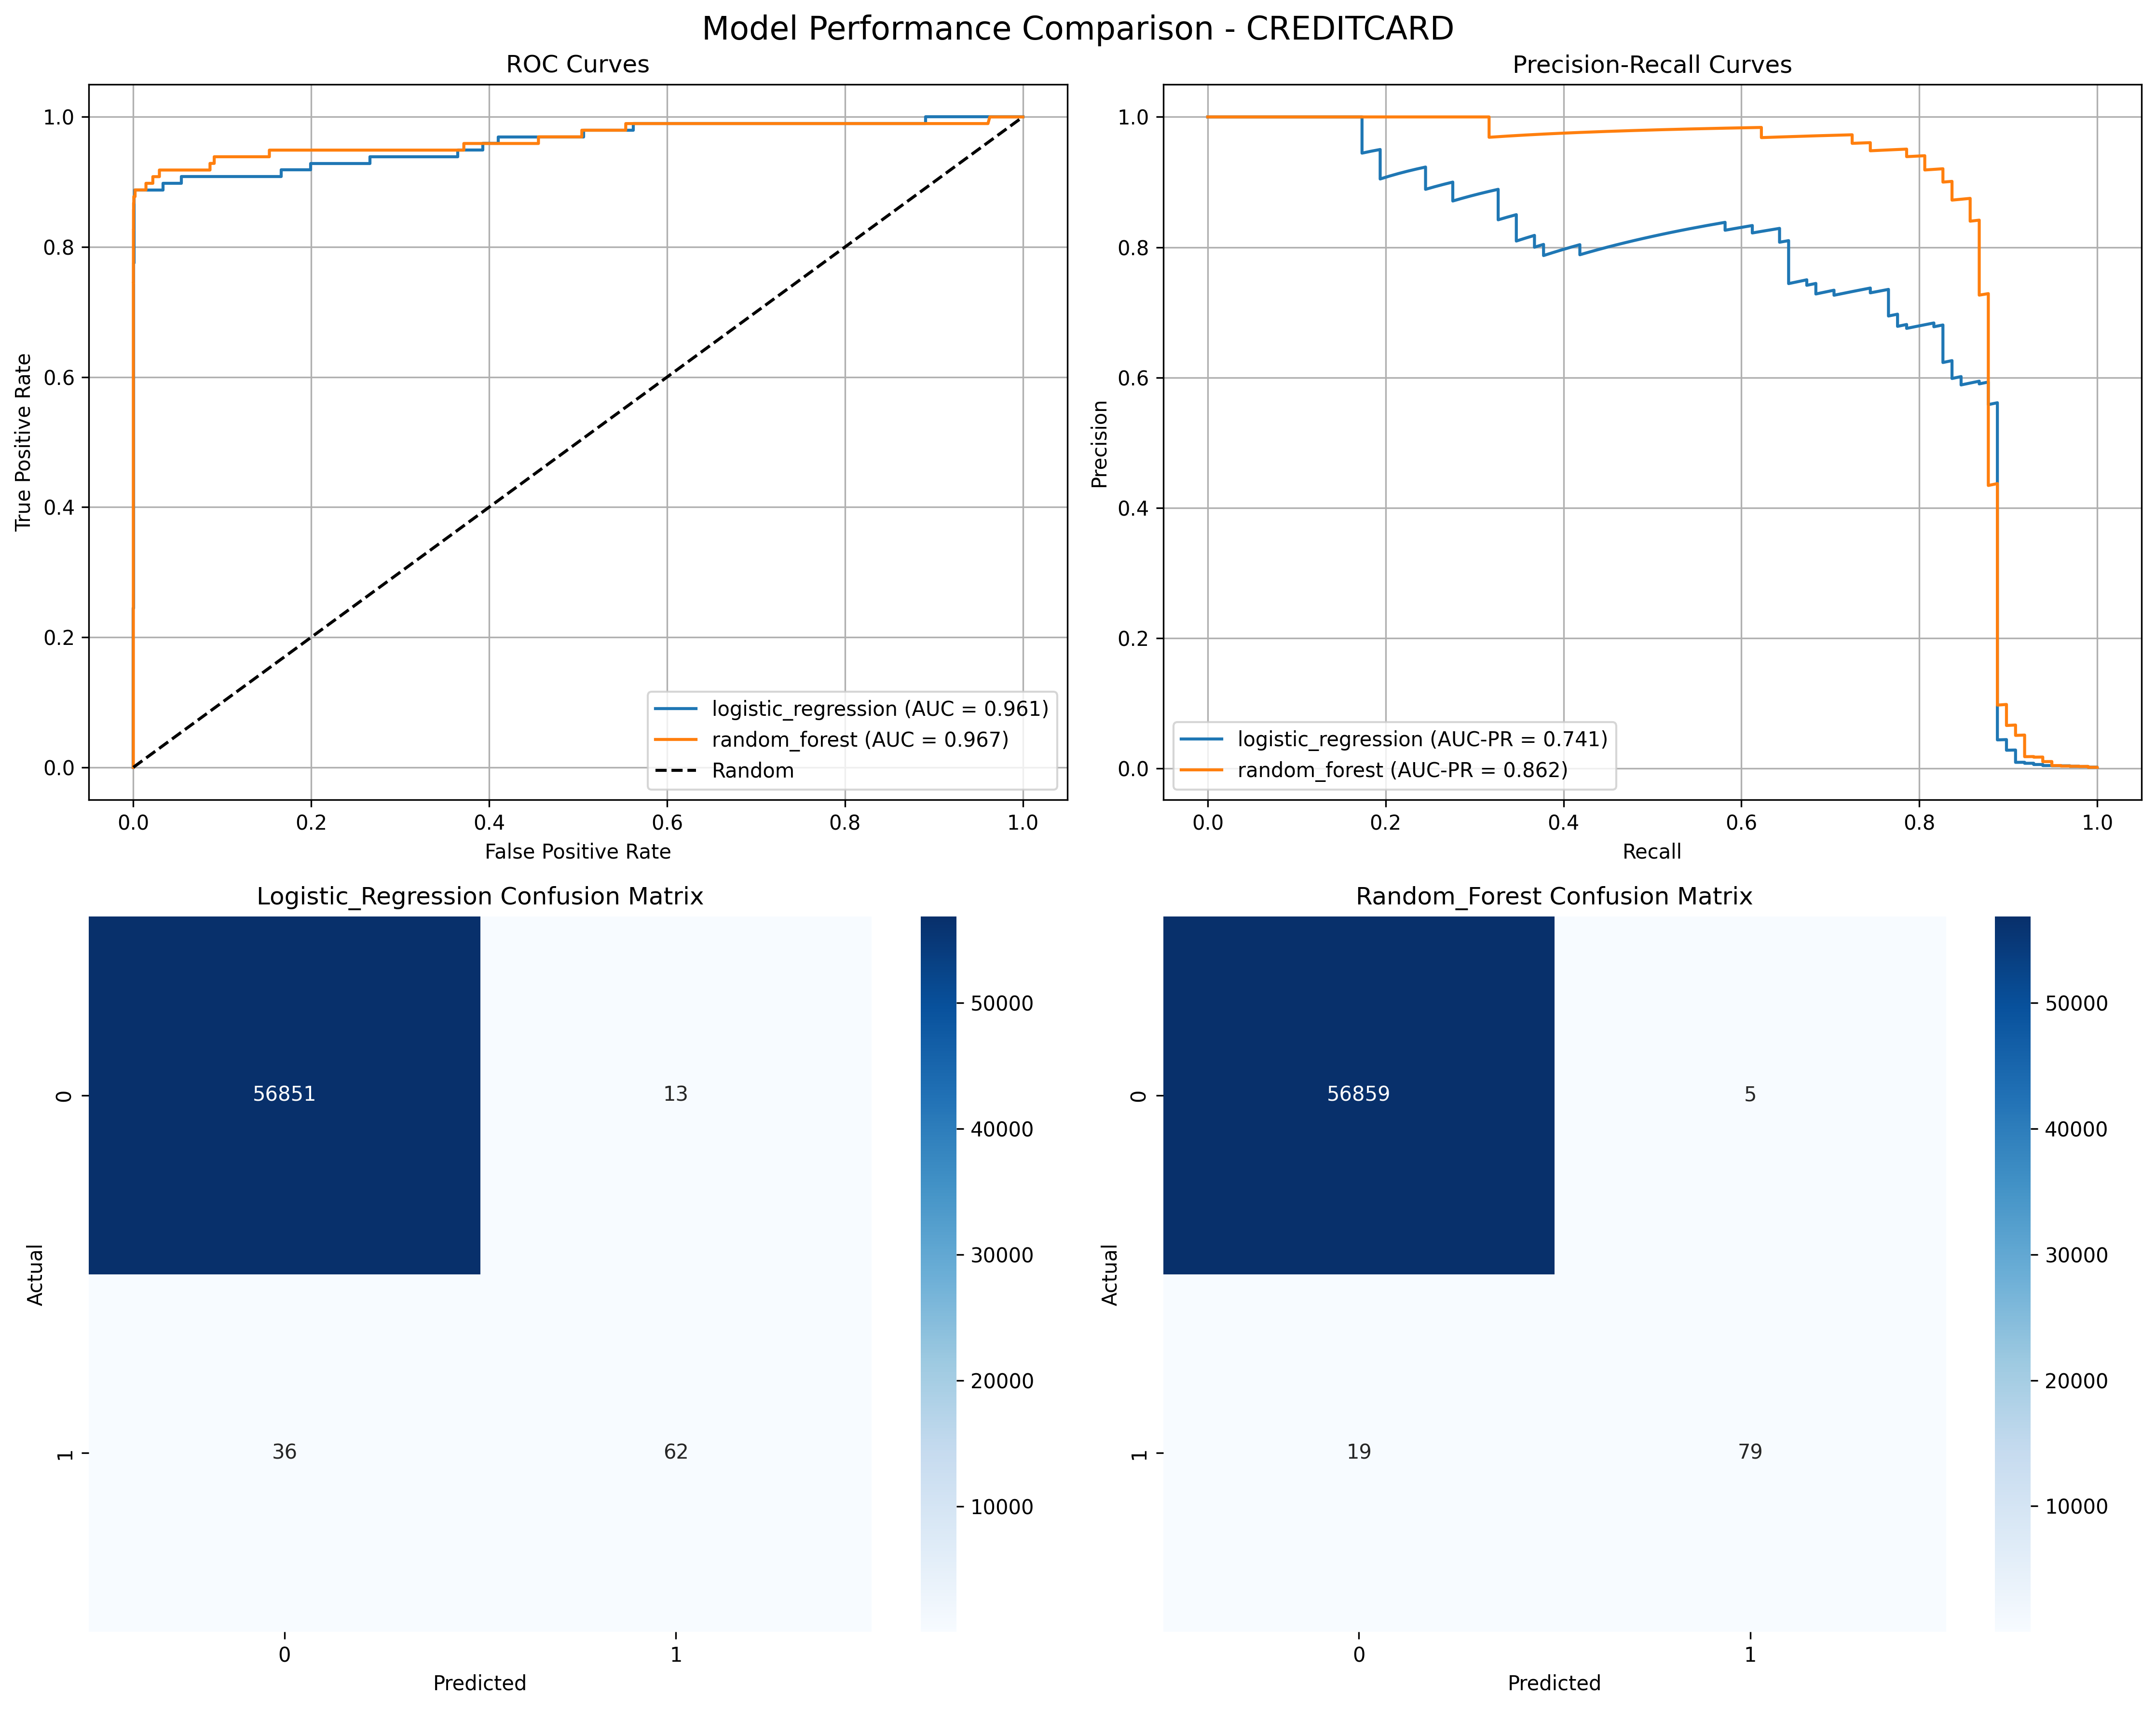 Model Performance Comparison - CREDITCARD
ROC Curves
1.0
0.8
0.6
0.4
0.2
0.0
True Positive Rate
0.0 0.2 0.4 0.6 0.8 1.0
False Positive Rate
logistic_regression (AUC = 0.961)
random_forest (AUC = 0.967)
Random
Precision-Recall Curves
1.0
0.8
0.6
0.4
0.2
0.0
Precision
0.0 0.2 0.4 0.6 0.8 1.0
Recall
logistic_regression (AUC-PR = 0.741)
random_forest (AUC-PR = 0.862)
Logistic_Regression Confusion Matrix
0
1
Actual
56851 13
36 62
0 1
Predicted
50000
40000
30000
20000
10000
Random_Forest Confusion Matrix
0
1
Actual
56859 5
19 79
0 1
Predicted
50000
40000
30000
20000
10000